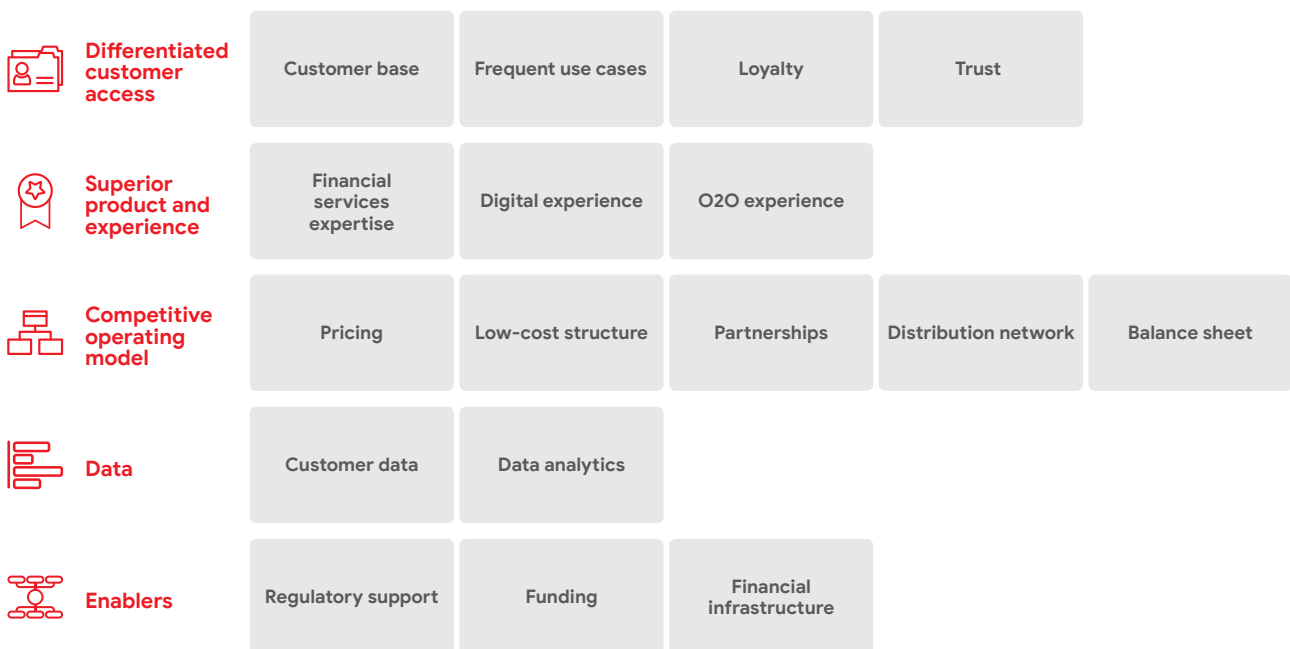 Differentiated
customer
access
Customer base
Frequent use cases
Loyalty
Trust
Superior
product and
experience
Financial
services
expertise
Digital experience
O2O experience
Competitive
operating
model
Pricing
Low-cost structure
Partnerships
Distribution network
Balance sheet
Data
Customer data
Data analytics
Enablers
Regulatory support
Funding
Financial
infrastructure